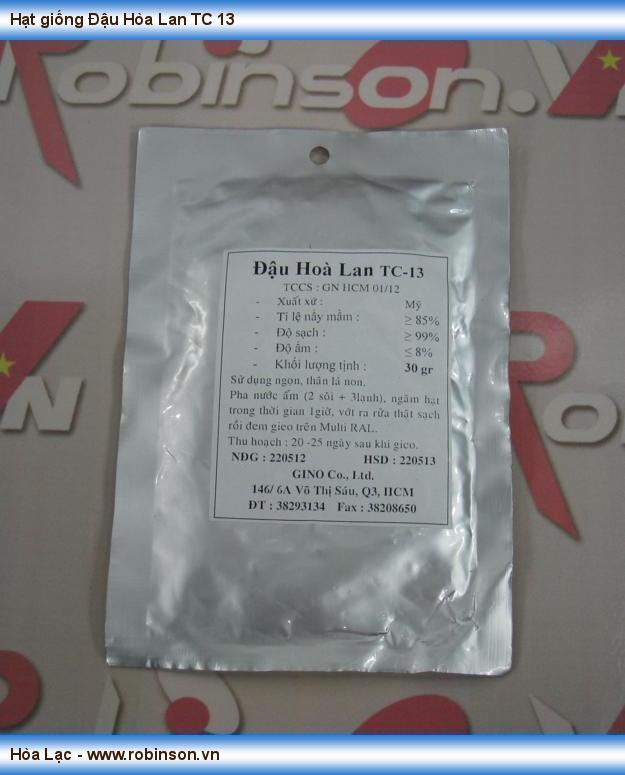 Hạt giống Đậu Hòa Lan TC 13
Robinson.VN
VN
Đậu Hoà Lan TC-13
TCCS : GN HCM 01/12
- Xuất xứ : Mỹ
- Tỉ lệ nẩy mầm : ≥ 85%
- Độ sạch : ≥ 99%
- Độ ẩm : ≤ 8%
- Khối lượng tịnh : 30 gr
Sử dụng ngọn, thân lá non.
Pha nước ấm (2 sôi + 3lạnh), ngâm hạt
trong thời gian 1giờ, vớt ra rửa thật sạch
rồi đem gieo trên Multi RAL.
Thu hoạch : 20 -25 ngày sau khi gieo.
NĐG : 220512 HSD : 220513
GINO Co., Ltd.
146/ 6A Võ Thị Sáu, Q3, HCM
ĐT : 38293134 Fax : 38208650
Hòa Lạc - www.robinson.vn